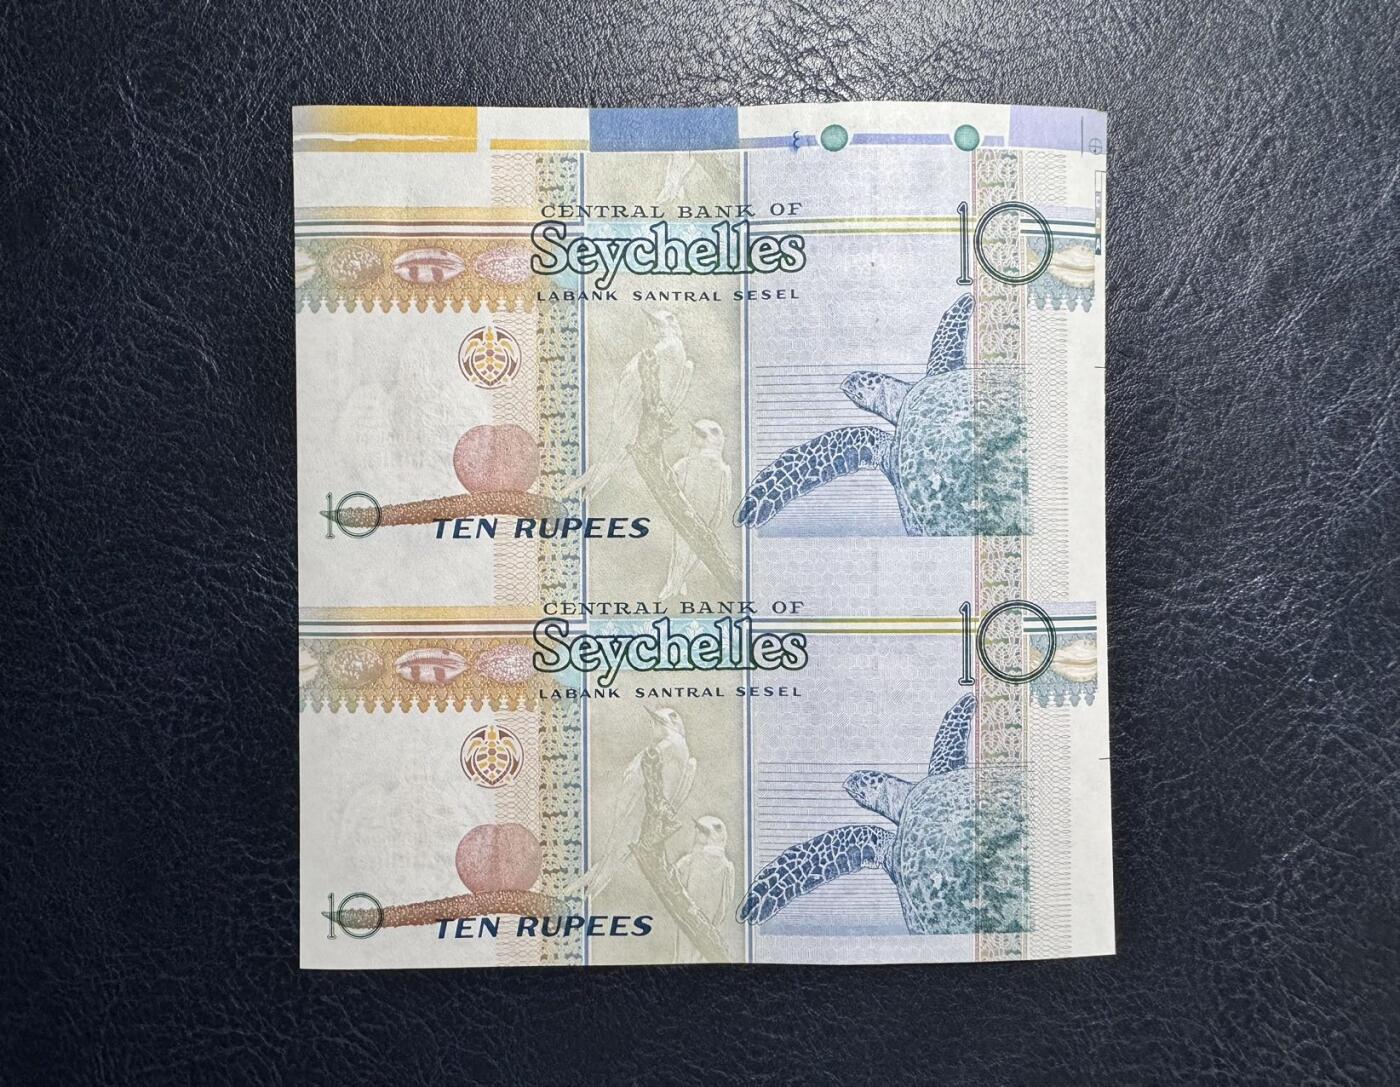 CENTRAL BANK OF
Seychelles
LABANK SANTRAL SESEL
10
10
TEN RUPEES
CENTRAL BANK OF
Seychelles
LABANK SANTRAL SESEL
10
10
TEN RUPEES